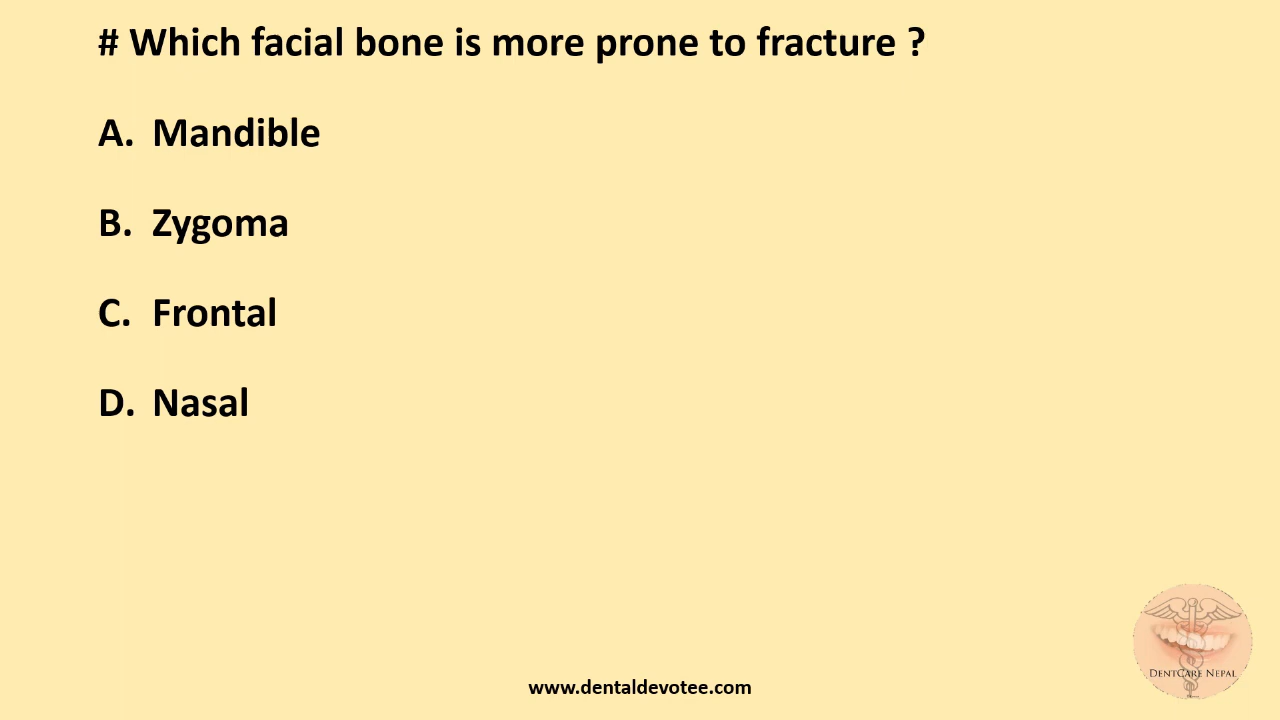 # Which facial bone is more prone to fracture ?
A. Mandible
B. Zygoma
C. Frontal
D. Nasal
DentCare Nepal
www.dentaldevotee.com